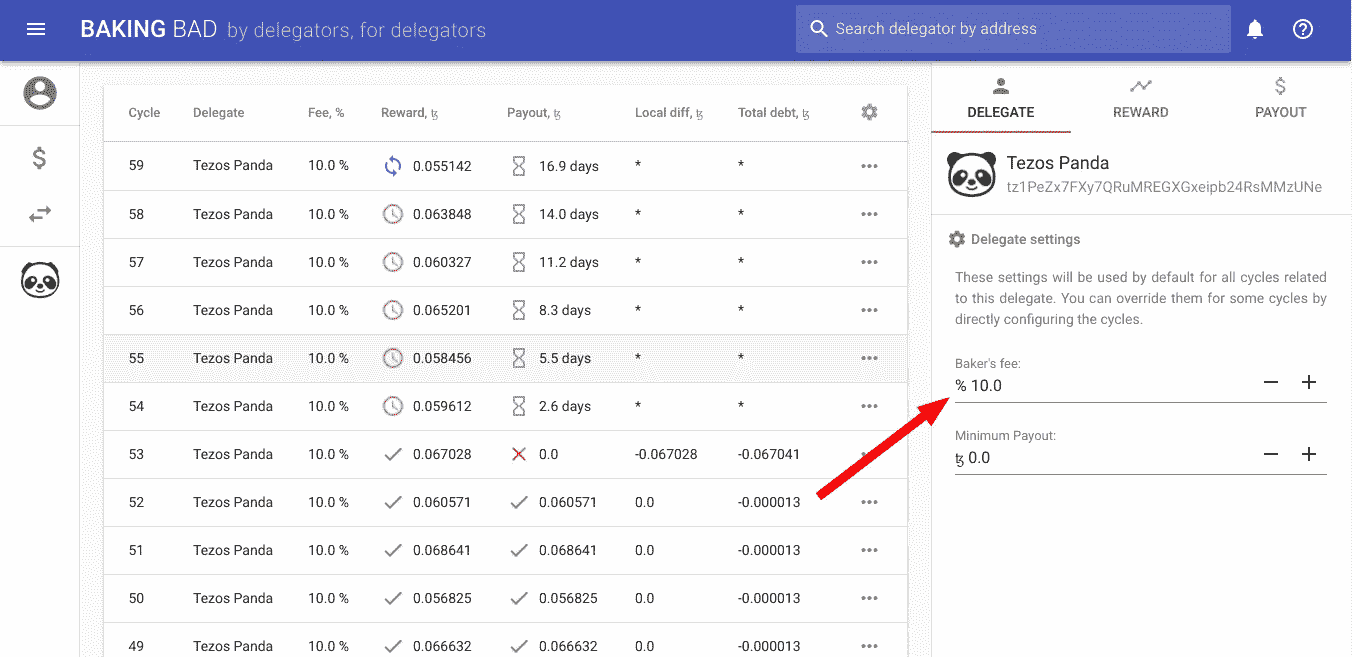 BAKING BAD by delegators, for delegators
Search delegator by address
Cycle Delegate Fee, % Reward, ꜩ Payout, ꜩ Local diff, ꜩ Total debt, ꜩ
59 Tezos Panda 10.0 % 0.055142 16.9 days * *
58 Tezos Panda 10.0 % 0.063848 14.0 days * *
57 Tezos Panda 10.0 % 0.060327 11.2 days * *
56 Tezos Panda 10.0 % 0.065201 8.3 days * *
55 Tezos Panda 10.0 % 0.058456 5.5 days * *
54 Tezos Panda 10.0 % 0.059612 2.6 days * *
53 Tezos Panda 10.0 % 0.067028 0.0 -0.067028 -0.067041
52 Tezos Panda 10.0 % 0.060571 0.060571 0.0 -0.000013
51 Tezos Panda 10.0 % 0.068641 0.068641 0.0 -0.000013
50 Tezos Panda 10.0 % 0.056825 0.056825 0.0 -0.000013
49 Tezos Panda 10.0 % 0.066632 0.066632 0.0 -0.000013
DELEGATE REWARD PAYOUT
Tezos Panda
tz1PeZx7FXy7QRuMREGXGxeipb24RsMMzUNe
Delegate settings
These settings will be used by default for all cycles related
to this delegate. You can override them for some cycles by
directly configuring the cycles.
Baker's fee:
% 10.0
Minimum Payout:
ꜩ 0.0